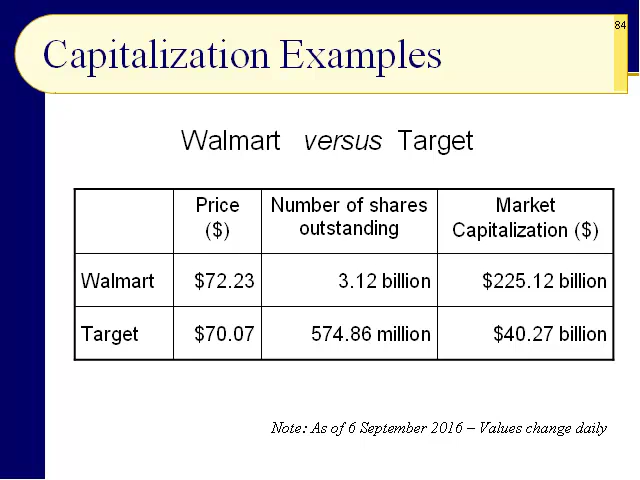 84
Capitalization Examples
Walmart versus Target
Price ($) Number of shares outstanding Market Capitalization ($)
Walmart $72.23 3.12 billion $225.12 billion
Target $70.07 574.86 million $40.27 billion
Note: As of 6 September 2016 – Values change daily